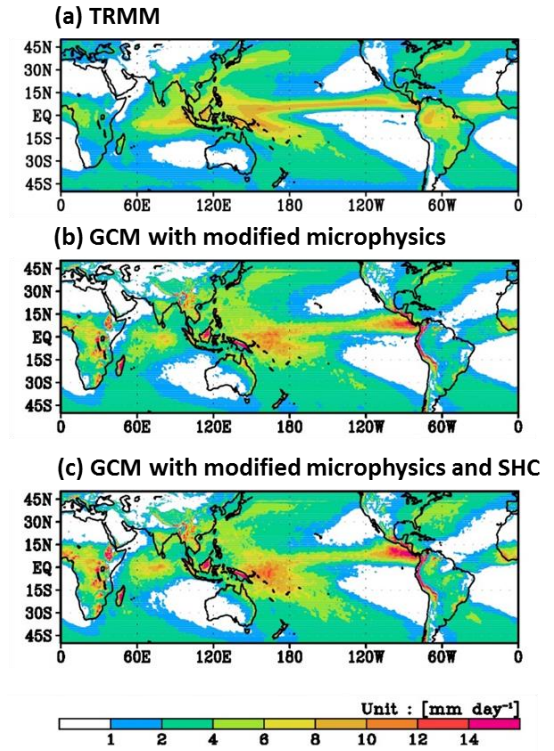 (a) TRMM
45N
30N
15N
EQ
15S
30S
45S
0 60E 120E 180 120W 60W 0
(b) GCM with modified microphysics
45N
30N
15N
EQ
15S
30S
45S
0 60E 120E 180 120W 60W 0
(c) GCM with modified microphysics and SHC
45N
30N
15N
EQ
15S
30S
45S
0 60E 120E 180 120W 60W 0
Unit : [mm day⁻¹]
1 2 4 6 8 10 12 14